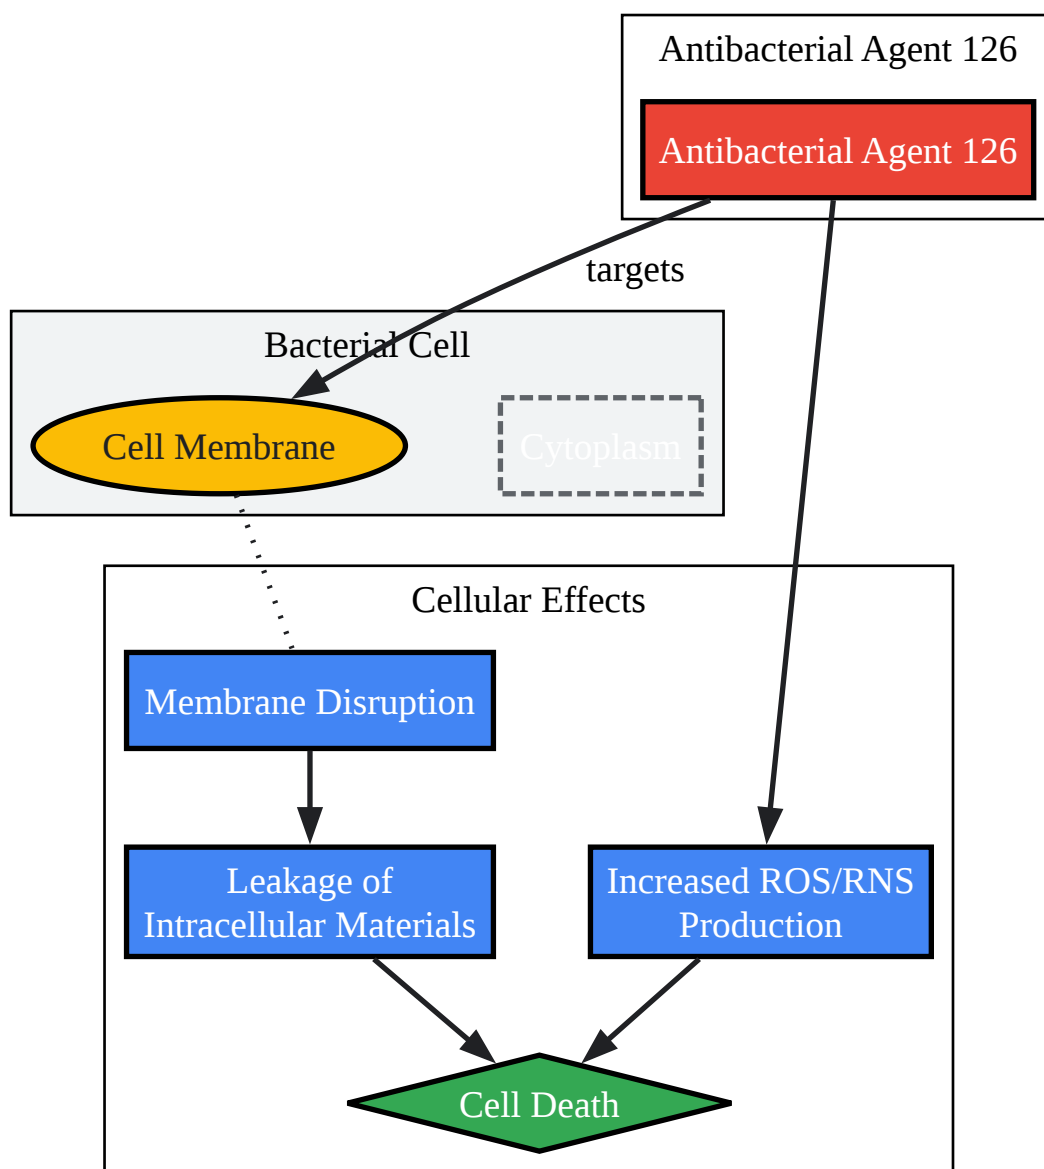 Antibacterial Agent 126
Antibacterial Agent 126
targets
Bacterial Cell
Cell Membrane
Cytoplasm
Cellular Effects
Membrane Disruption
Leakage of
Intracellular Materials
Increased ROS/RNS
Production
Cell Death